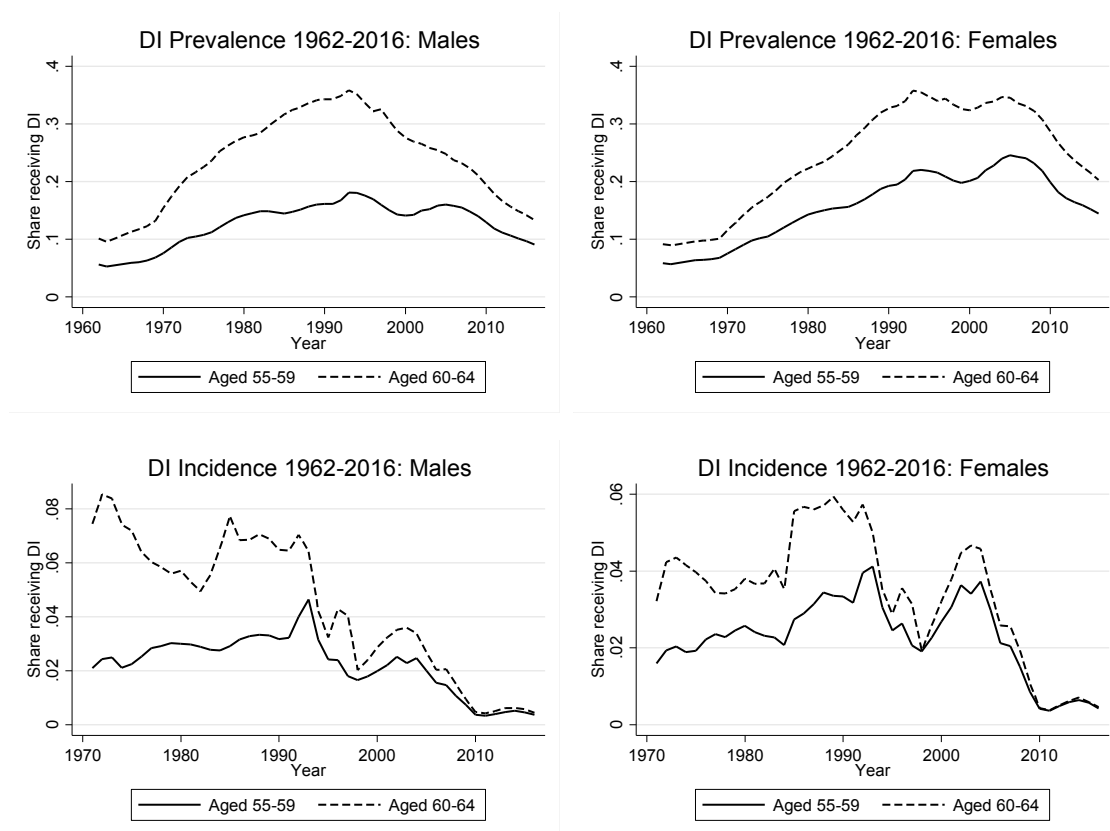 DI Prevalence 1962-2016: Males
Share receiving DI
.4
.3
.2
.1
0
1960 1970 1980 1990 2000 2010
Year
Aged 55-59 Aged 60-64
DI Prevalence 1962-2016: Females
Share receiving DI
.4
.3
.2
.1
0
1960 1970 1980 1990 2000 2010
Year
Aged 55-59 Aged 60-64
DI Incidence 1962-2016: Males
Share receiving DI
.08
.06
.04
.02
0
1970 1980 1990 2000 2010
Year
Aged 55-59 Aged 60-64
DI Incidence 1962-2016: Females
Share receiving DI
.06
.04
.02
0
1970 1980 1990 2000 2010
Year
Aged 55-59 Aged 60-64